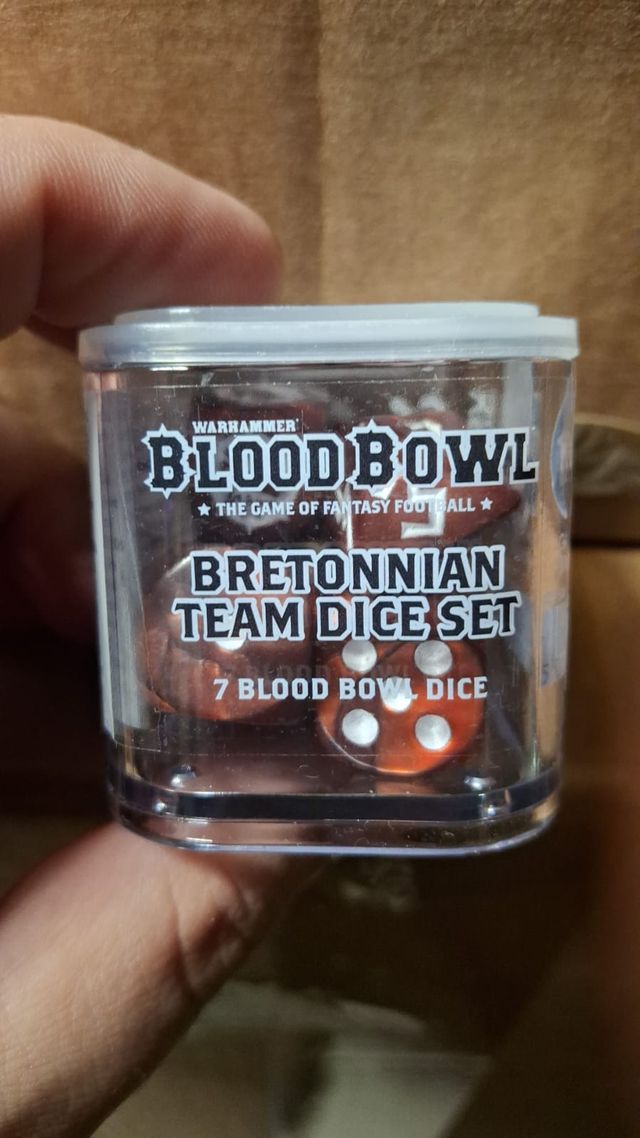 WARHAMMER
BLOOD BOWL
★ THE GAME OF FANTASY FOOTBALL ★
BRETONNIAN
TEAM DICE SET
7 BLOOD BOWL DICE